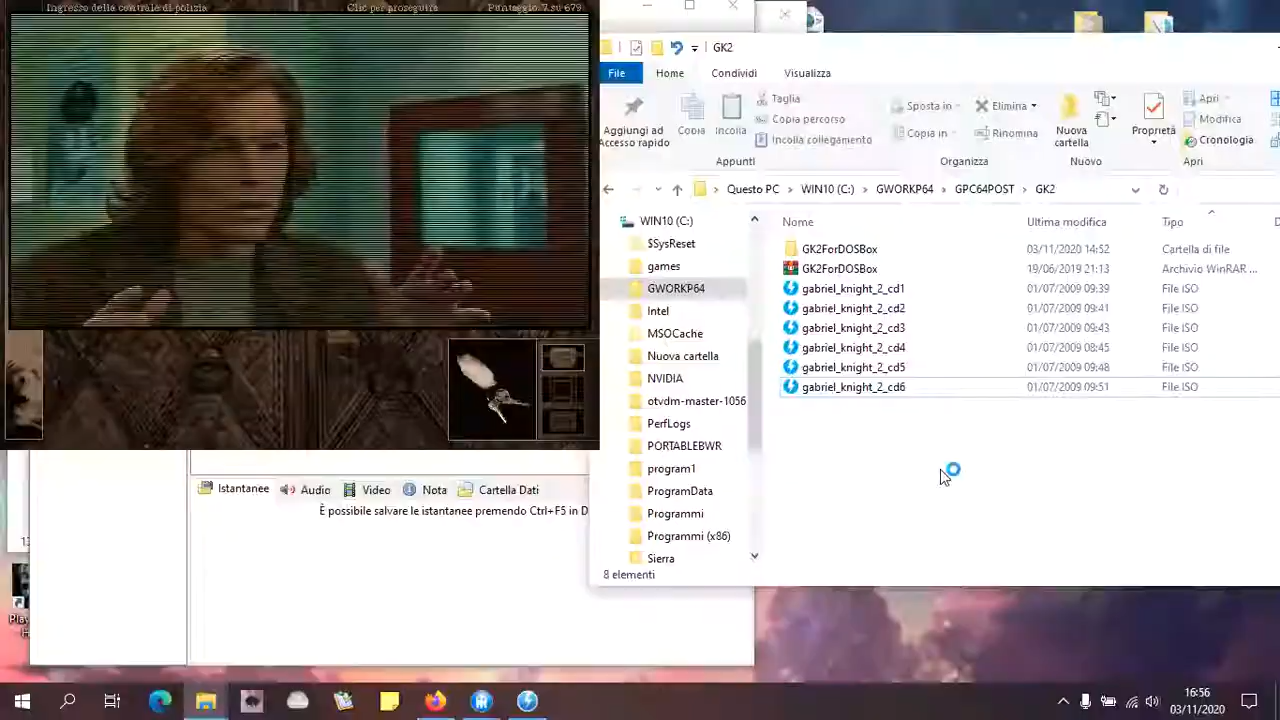 Ingresso della centrale di polizia
Clic per proseguire
Punteggio: 7 su 679
GK2
File
Home
Condividi
Visualizza
Aggiungi ad
Accesso rapido
Copia
Incolla
Taglia
Copia percorso
Incolla collegamento
Appunti
Sposta in
Copia in
Elimina
Rinomina
Organizza
Nuova
cartella
Nuovo
Proprietà
Apri
Modifica
Cronologia
Apri
Questo PC
WIN10 (C:)
GWORKP64
GPC64POST
GK2
WIN10 (C:)
$SysReset
games
GWORKP64
Intel
MSOCache
Nuova cartella
NVIDIA
otvdm-master-1056
PerfLogs
PORTABLEBWR
program1
ProgramData
Programmi
Programmi (x86)
Sierra
Nome
Ultima modifica
Tipo
GK2ForDOSBox 03/11/2020 14:52 Cartella di file
GK2ForDOSBox 19/06/2019 21:13 Archivio WinRAR ...
gabriel_knight_2_cd1 01/07/2009 09:39 File ISO
gabriel_knight_2_cd2 01/07/2009 09:41 File ISO
gabriel_knight_2_cd3 01/07/2009 09:43 File ISO
gabriel_knight_2_cd4 01/07/2009 08:45 File ISO
gabriel_knight_2_cd5 01/07/2009 09:48 File ISO
gabriel_knight_2_cd6 01/07/2009 09:51 File ISO
8 elementi
Istantanee
Audio
Video
Nota
Cartella Dati
È possibile salvare le istantanee premendo Ctrl+F5 in D
16:56
03/11/2020